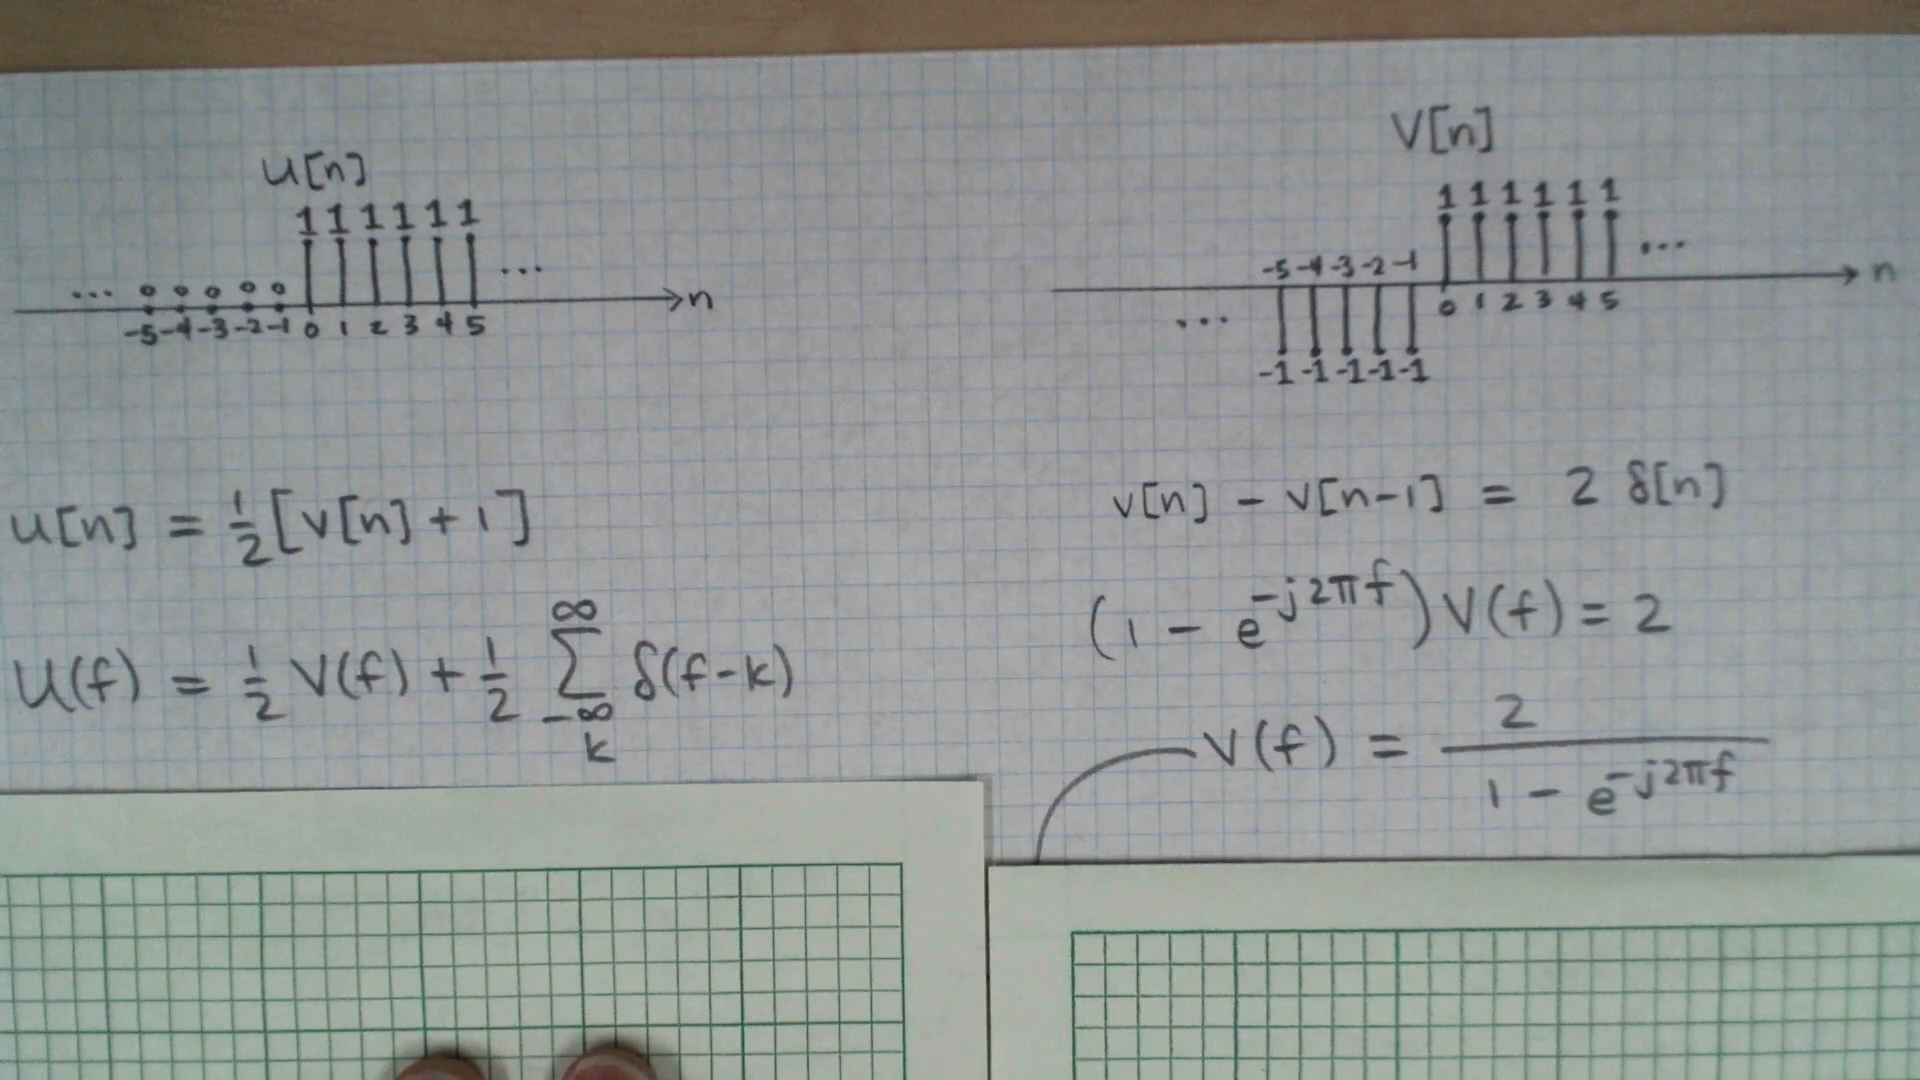 u[n]
1 1 1 1 1 1
... 0 0 0 0 0 ...
-5 -4 -3 -2 -1 0 1 2 3 4 5 n
u[n] = 1/2 [v[n] + 1]
U(f) = 1/2 V(f) + 1/2 ∑_{-∞ k}^{∞} δ(f-k)
V[n]
1 1 1 1 1 1
-5 -4 -3 -2 -1 ... n
... 0 1 2 3 4 5
-1 -1 -1 -1 -1
v[n] - v[n-1] = 2 δ[n]
(1 - e^{-j2πf}) V(f) = 2
V(f) = 2 / (1 - e^{-j2πf})